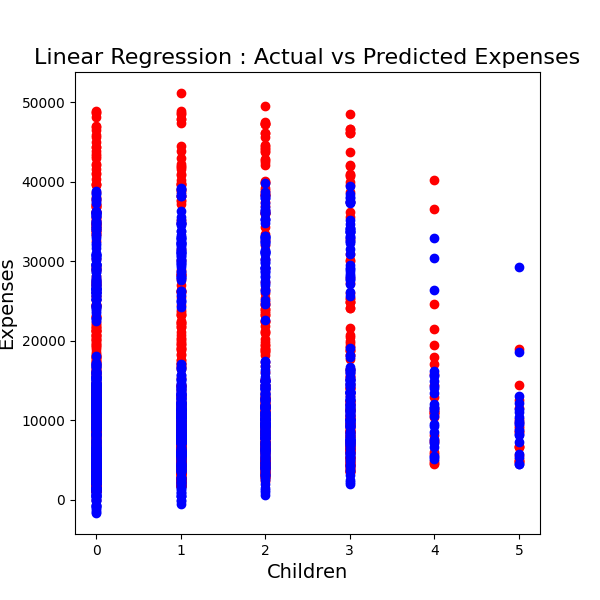 Linear Regression : Actual vs Predicted Expenses
50000
40000
30000
20000
10000
0
Expenses
0 1 2 3 4 5
Children